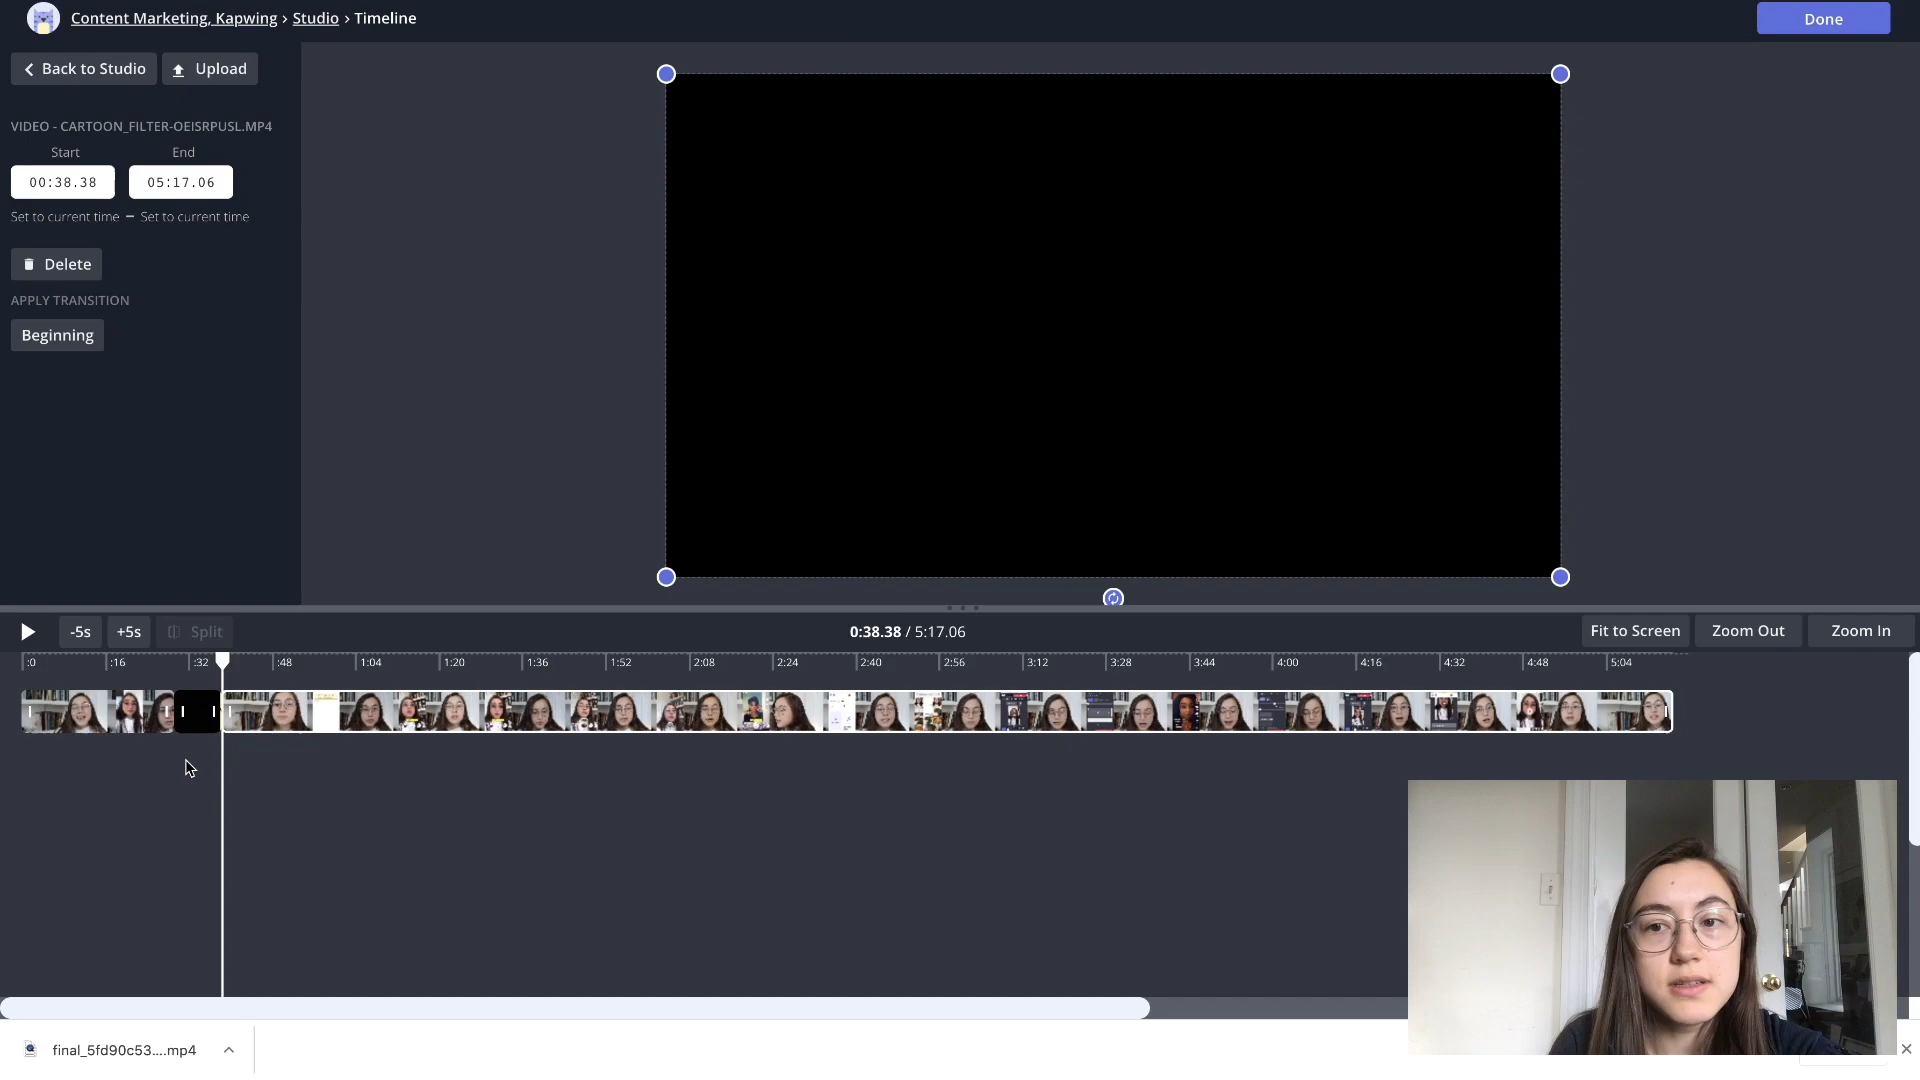 Content Marketing, Kapwing › Studio › Timeline
Done
Back to Studio
Upload
VIDEO - CARTOON_FILTER-OEISRPUSL.MP4
Start
End
00:38.38
05:17.06
Set to current time – Set to current time
Delete
APPLY TRANSITION
Beginning
-5s
+5s
Split
0:38.38 / 5:17.06
Fit to Screen
Zoom Out
Zoom In
:0 :16 :32 :48 1:04 1:20 1:36 1:52 2:08 2:24 2:40 2:56 3:12 3:28 3:44 4:00 4:16 4:32 4:48 5:04
final_5fd90c53....mp4